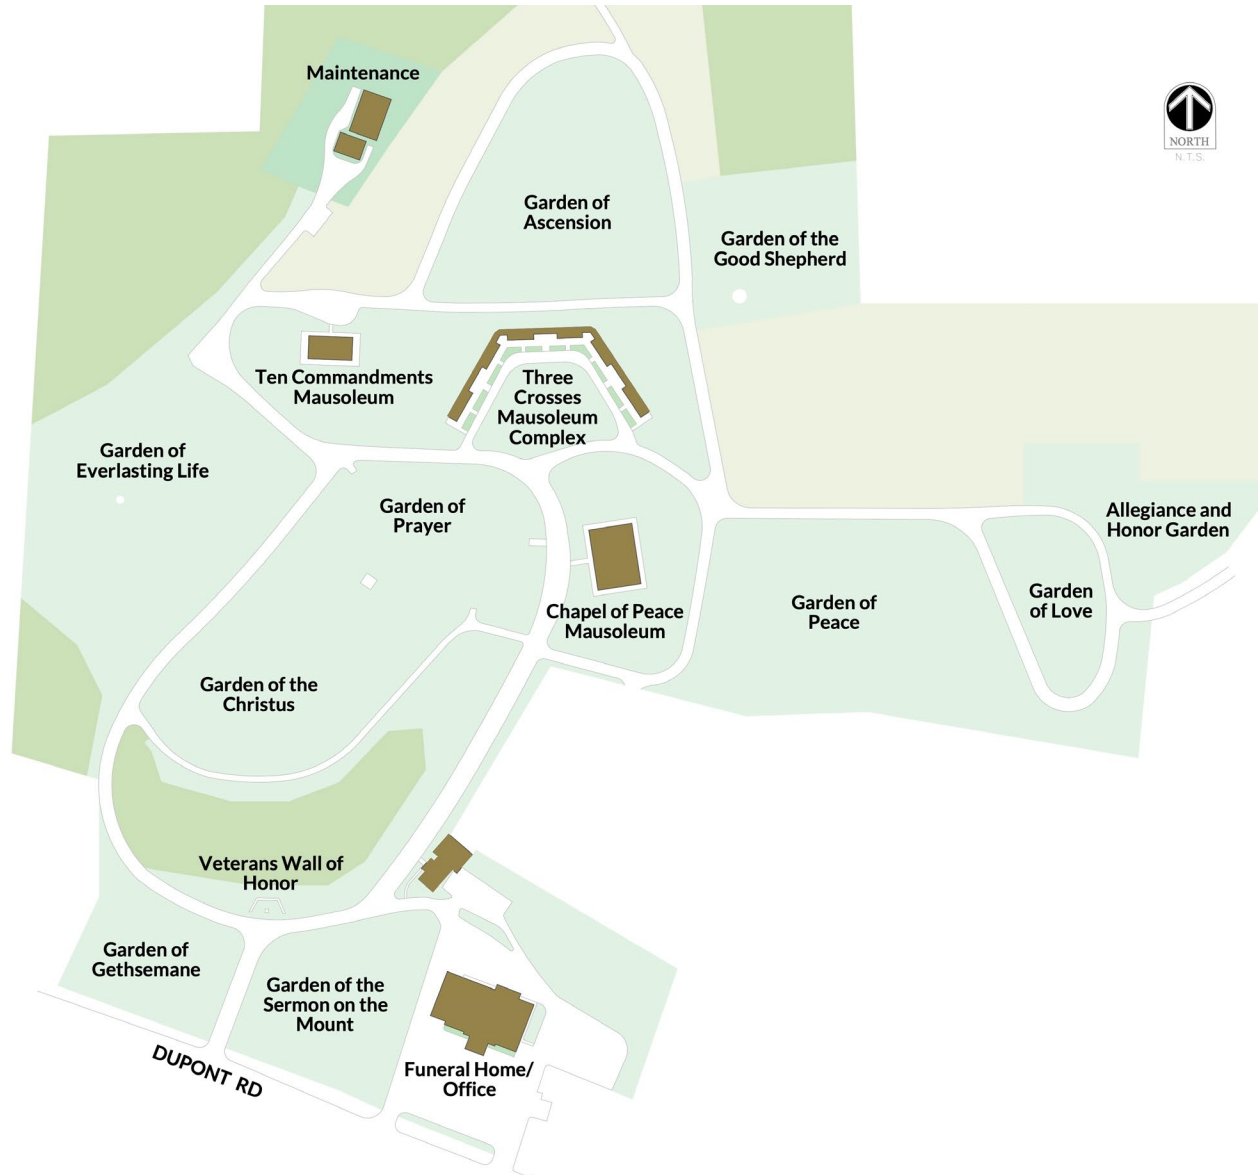 Maintenance
NORTH
N.T.S.
Garden of
Ascension
Garden of the
Good Shepherd
Ten Commandments
Mausoleum
Three
Crosses
Mausoleum
Complex
Garden of
Everlasting Life
Garden of
Prayer
Allegiance and
Honor Garden
Garden of
Peace
Garden
of Love
Chapel of Peace
Mausoleum
Garden of the
Christus
Veterans Wall of
Honor
Garden of
Gethsemane
Garden of the
Sermon on the
Mount
DUPONT RD
Funeral Home/
Office